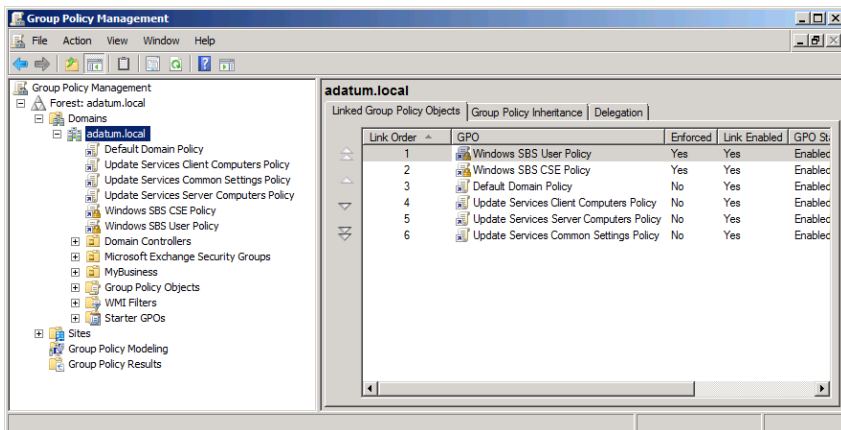 Group Policy Management
File Action View Window Help
Group Policy Management
Forest: adatum.local
Domains
adatum.local
Default Domain Policy
Update Services Client Computers Policy
Update Services Common Settings Policy
Update Services Server Computers Policy
Windows SBS CSE Policy
Windows SBS User Policy
Domain Controllers
Microsoft Exchange Security Groups
MyBusiness
Group Policy Objects
WMI Filters
Starter GPOs
Sites
Group Policy Modeling
Group Policy Results
adatum.local
Linked Group Policy Objects Group Policy Inheritance Delegation
Link Order GPO Enforced Link Enabled GPO Sta
1 Windows SBS User Policy Yes Yes Enabled
2 Windows SBS CSE Policy Yes Yes Enabled
3 Default Domain Policy No Yes Enabled
4 Update Services Client Computers Policy No Yes Enabled
5 Update Services Server Computers Policy No Yes Enabled
6 Update Services Common Settings Policy No Yes Enabled